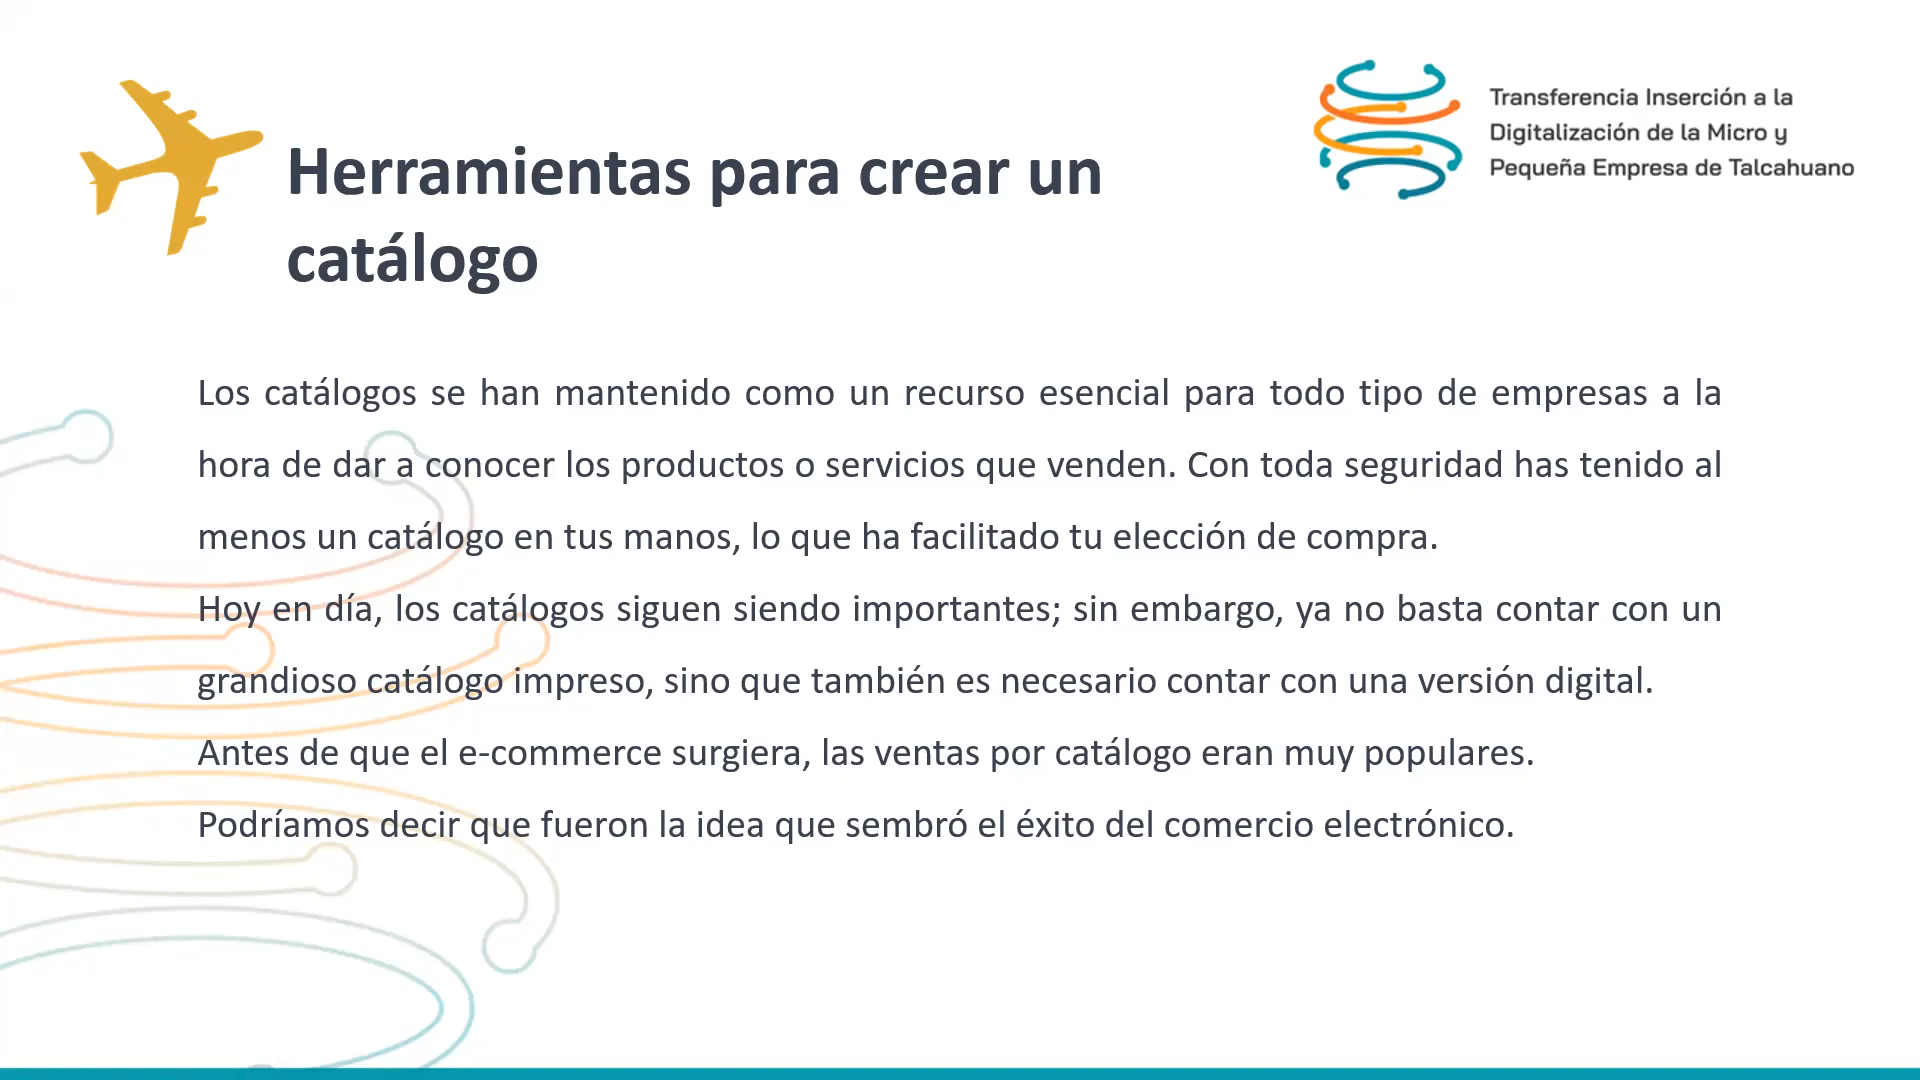 Herramientas para crear un
catálogo
Transferencia Inserción a la
Digitalización de la Micro y
Pequeña Empresa de Talcahuano
Los catálogos se han mantenido como un recurso esencial para todo tipo de empresas a la
hora de dar a conocer los productos o servicios que venden. Con toda seguridad has tenido al
menos un catálogo en tus manos, lo que ha facilitado tu elección de compra.
Hoy en día, los catálogos siguen siendo importantes; sin embargo, ya no basta contar con un
grandioso catálogo impreso, sino que también es necesario contar con una versión digital.
Antes de que el e-commerce surgiera, las ventas por catálogo eran muy populares.
Podríamos decir que fueron la idea que sembró el éxito del comercio electrónico.